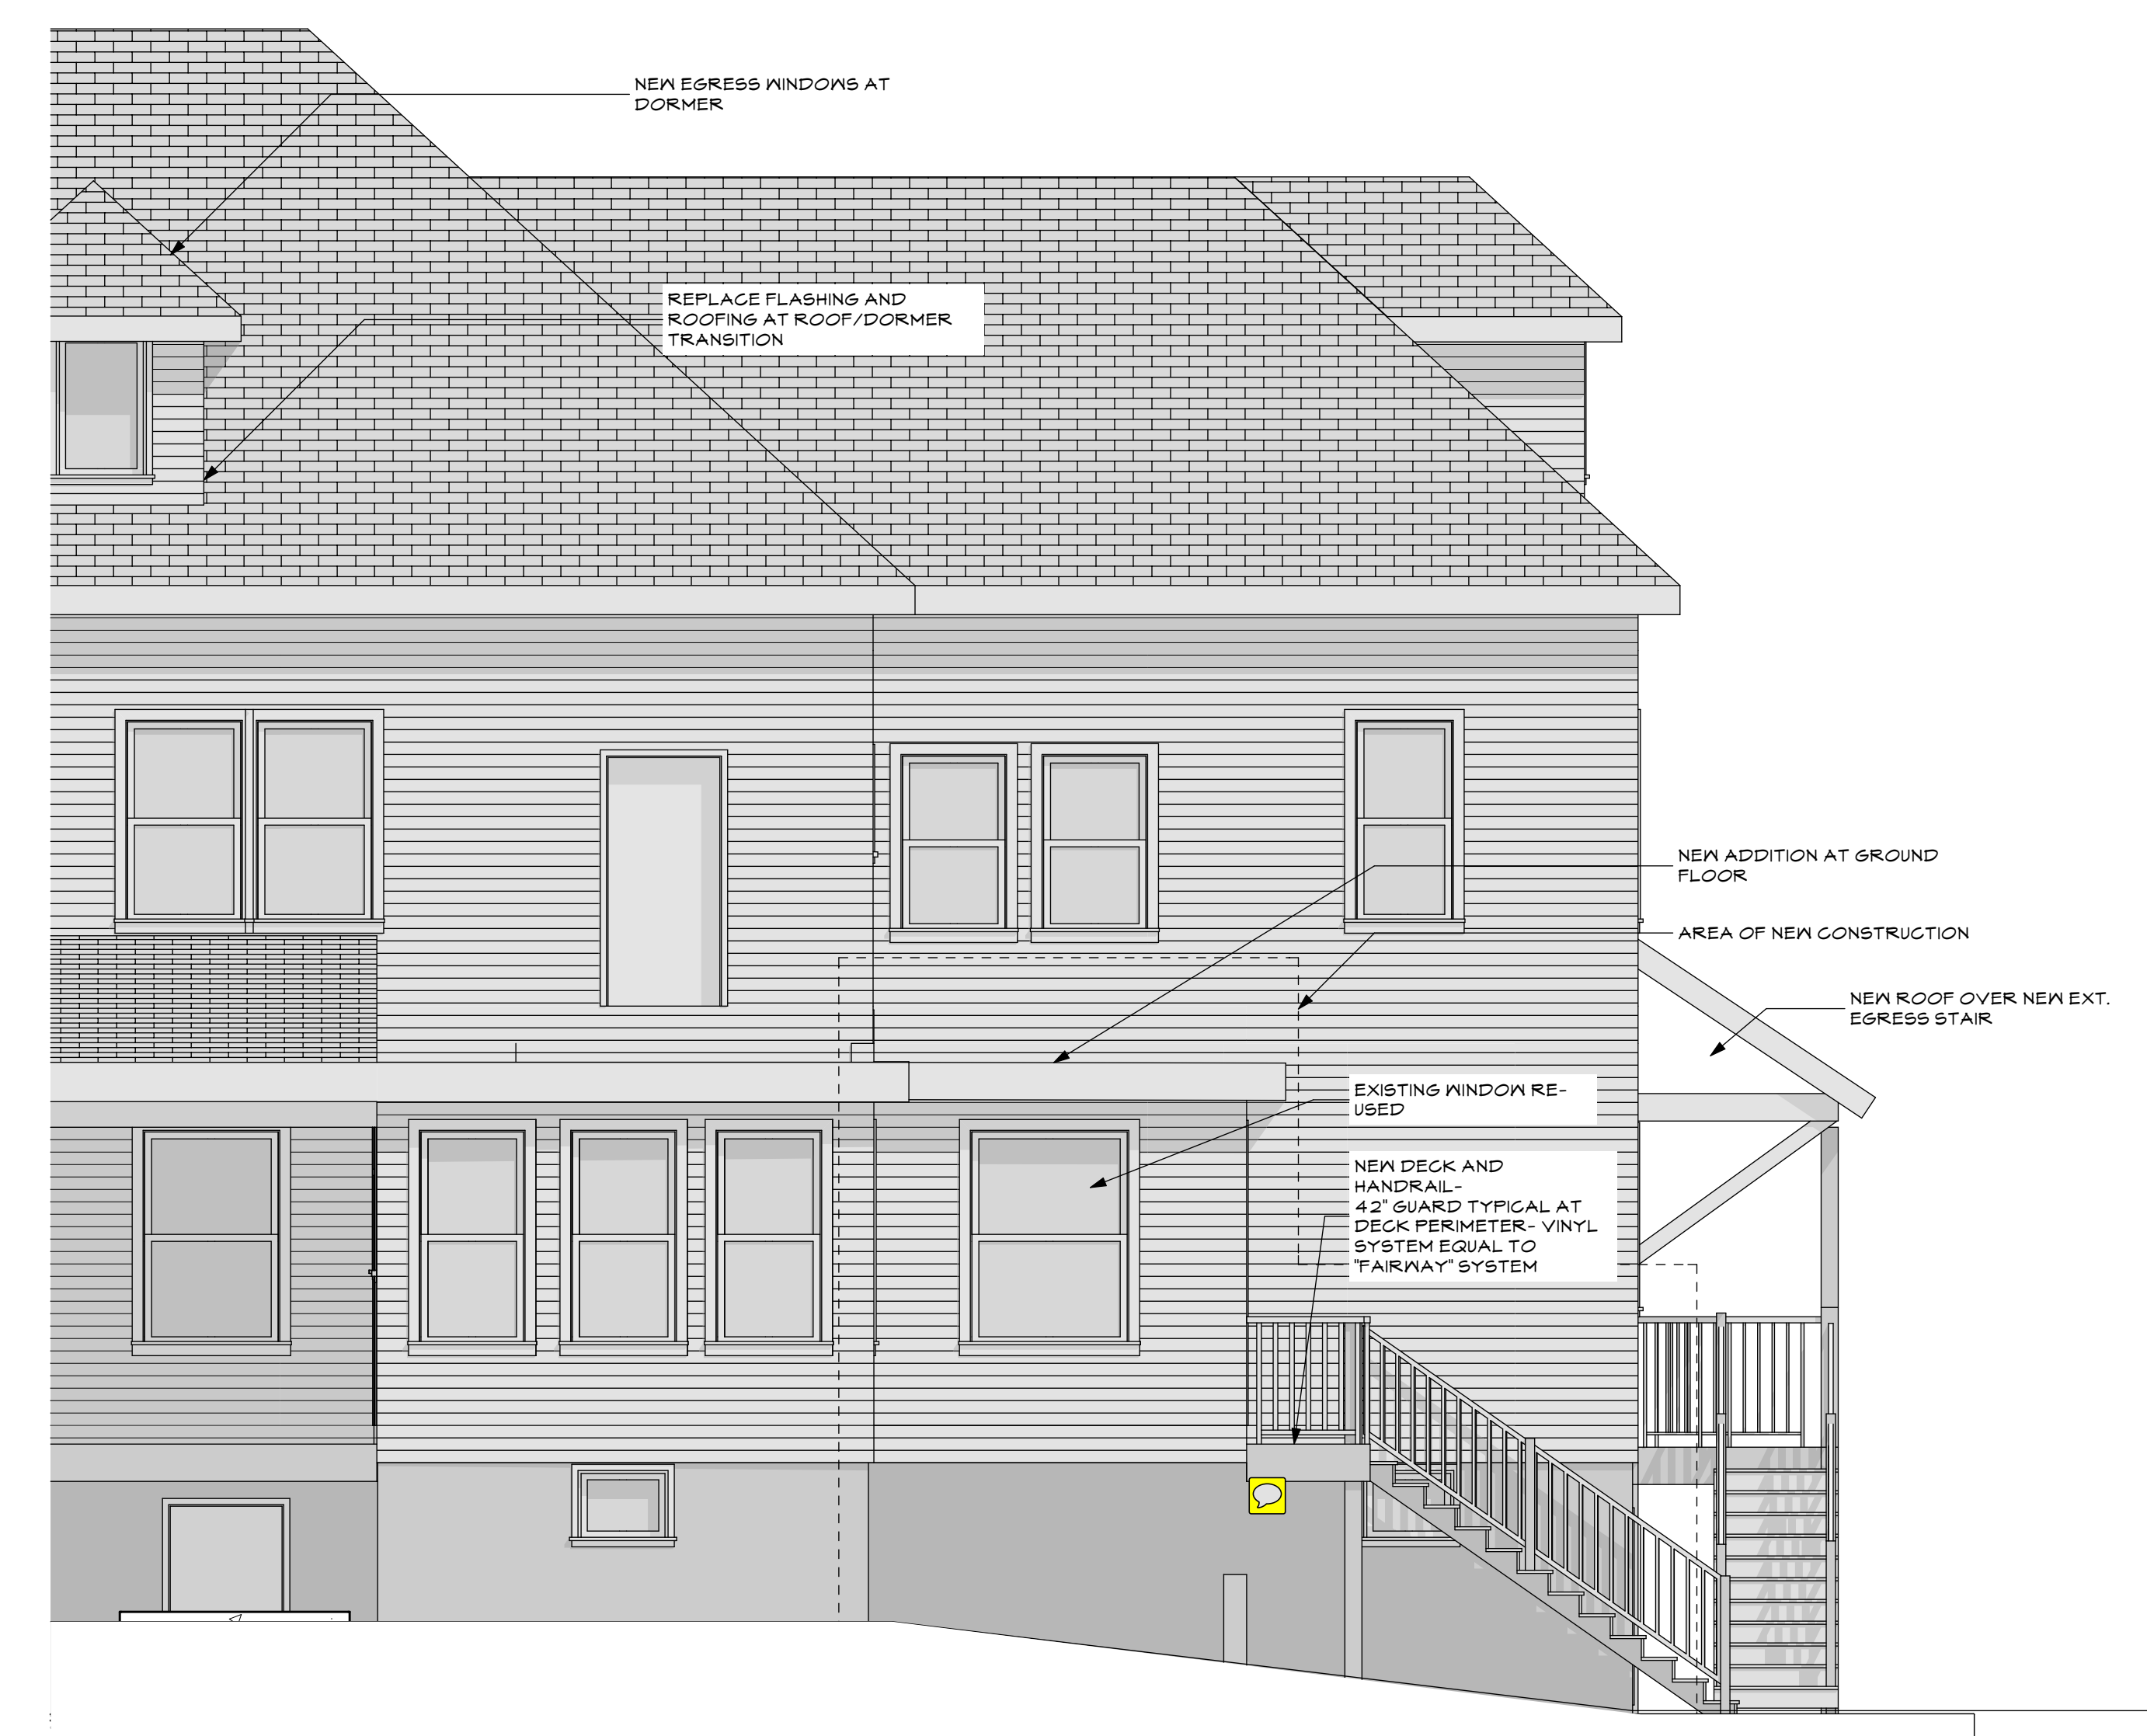 NEW EGRESS WINDOWS AT
DORMER
REPLACE FLASHING AND
ROOFING AT ROOF/DORMER
TRANSITION
NEW ADDITION AT GROUND
FLOOR
AREA OF NEW CONSTRUCTION
NEW ROOF OVER NEW EXT.
EGRESS STAIR
EXISTING WINDOW RE-
USED
NEW DECK AND
HANDRAIL-
42" GUARD TYPICAL AT
DECK PERIMETER- VINYL
SYSTEM EQUAL TO
"FAIRWAY" SYSTEM